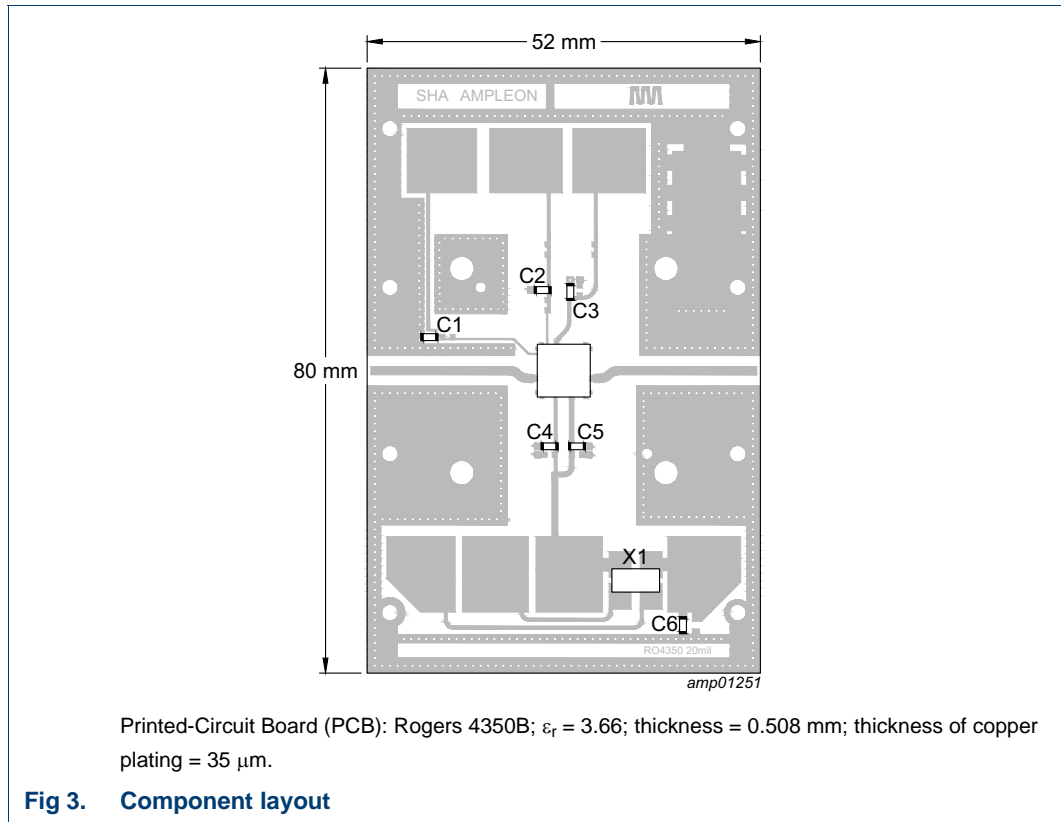 52 mm
SHA AMPLEON
C2
C3
C1
80 mm
C4 C5
X1
C6
RO4350 20mil
amp01251
Printed-Circuit Board (PCB): Rogers 4350B; εr = 3.66; thickness = 0.508 mm; thickness of copper
plating = 35 μm.
Fig 3. Component layout